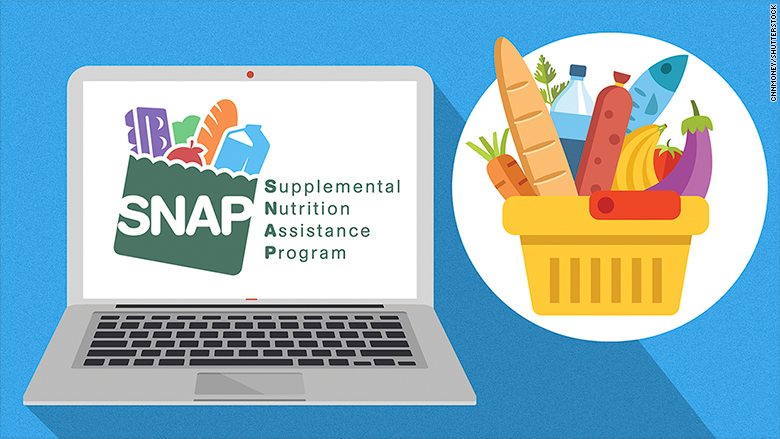 SNAP
Supplemental
Nutrition
Assistance
Program
CNNMONEY/SHUTTERSTOCK